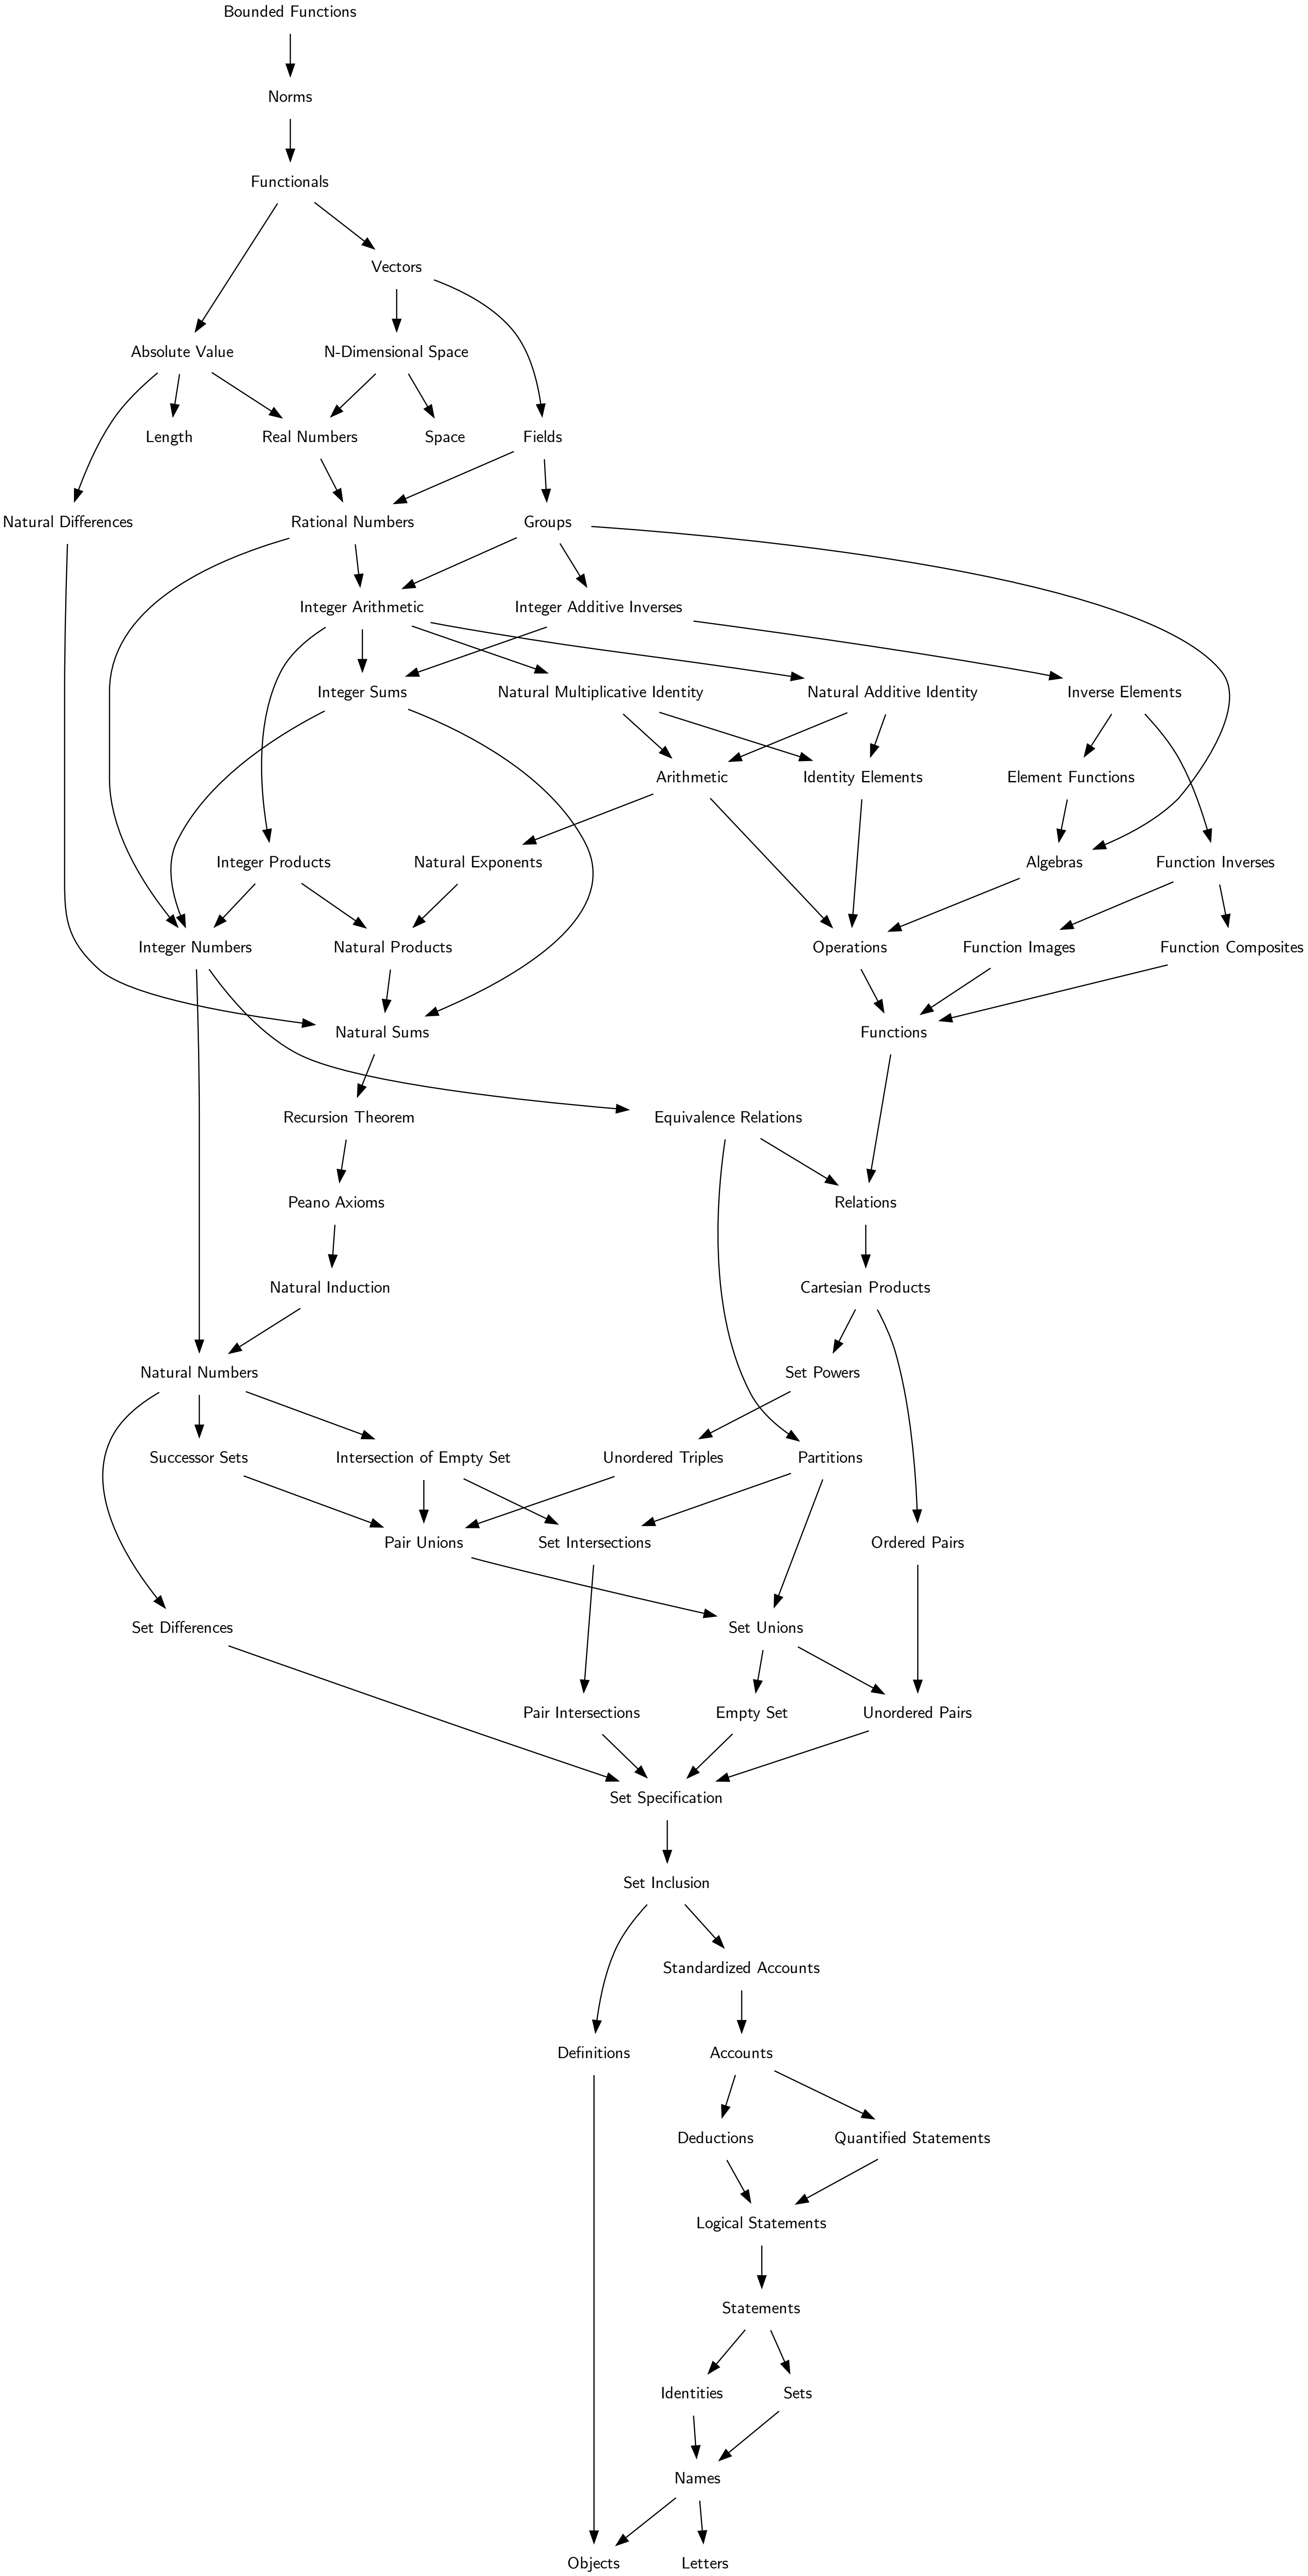 Bounded Functions
Norms
Functionals
Vectors
Absolute Value
N-Dimensional Space
Length
Real Numbers
Space
Fields
Natural Differences
Rational Numbers
Groups
Integer Arithmetic
Integer Additive Inverses
Integer Sums
Natural Multiplicative Identity
Natural Additive Identity
Inverse Elements
Arithmetic
Identity Elements
Element Functions
Integer Products
Natural Exponents
Algebras
Function Inverses
Integer Numbers
Natural Products
Operations
Function Images
Function Composites
Natural Sums
Functions
Recursion Theorem
Equivalence Relations
Peano Axioms
Relations
Natural Induction
Cartesian Products
Natural Numbers
Set Powers
Successor Sets
Intersection of Empty Set
Unordered Triples
Partitions
Pair Unions
Set Intersections
Ordered Pairs
Set Differences
Set Unions
Pair Intersections
Empty Set
Unordered Pairs
Set Specification
Set Inclusion
Standardized Accounts
Definitions
Accounts
Deductions
Quantified Statements
Logical Statements
Statements
Identities
Sets
Names
Objects
Letters